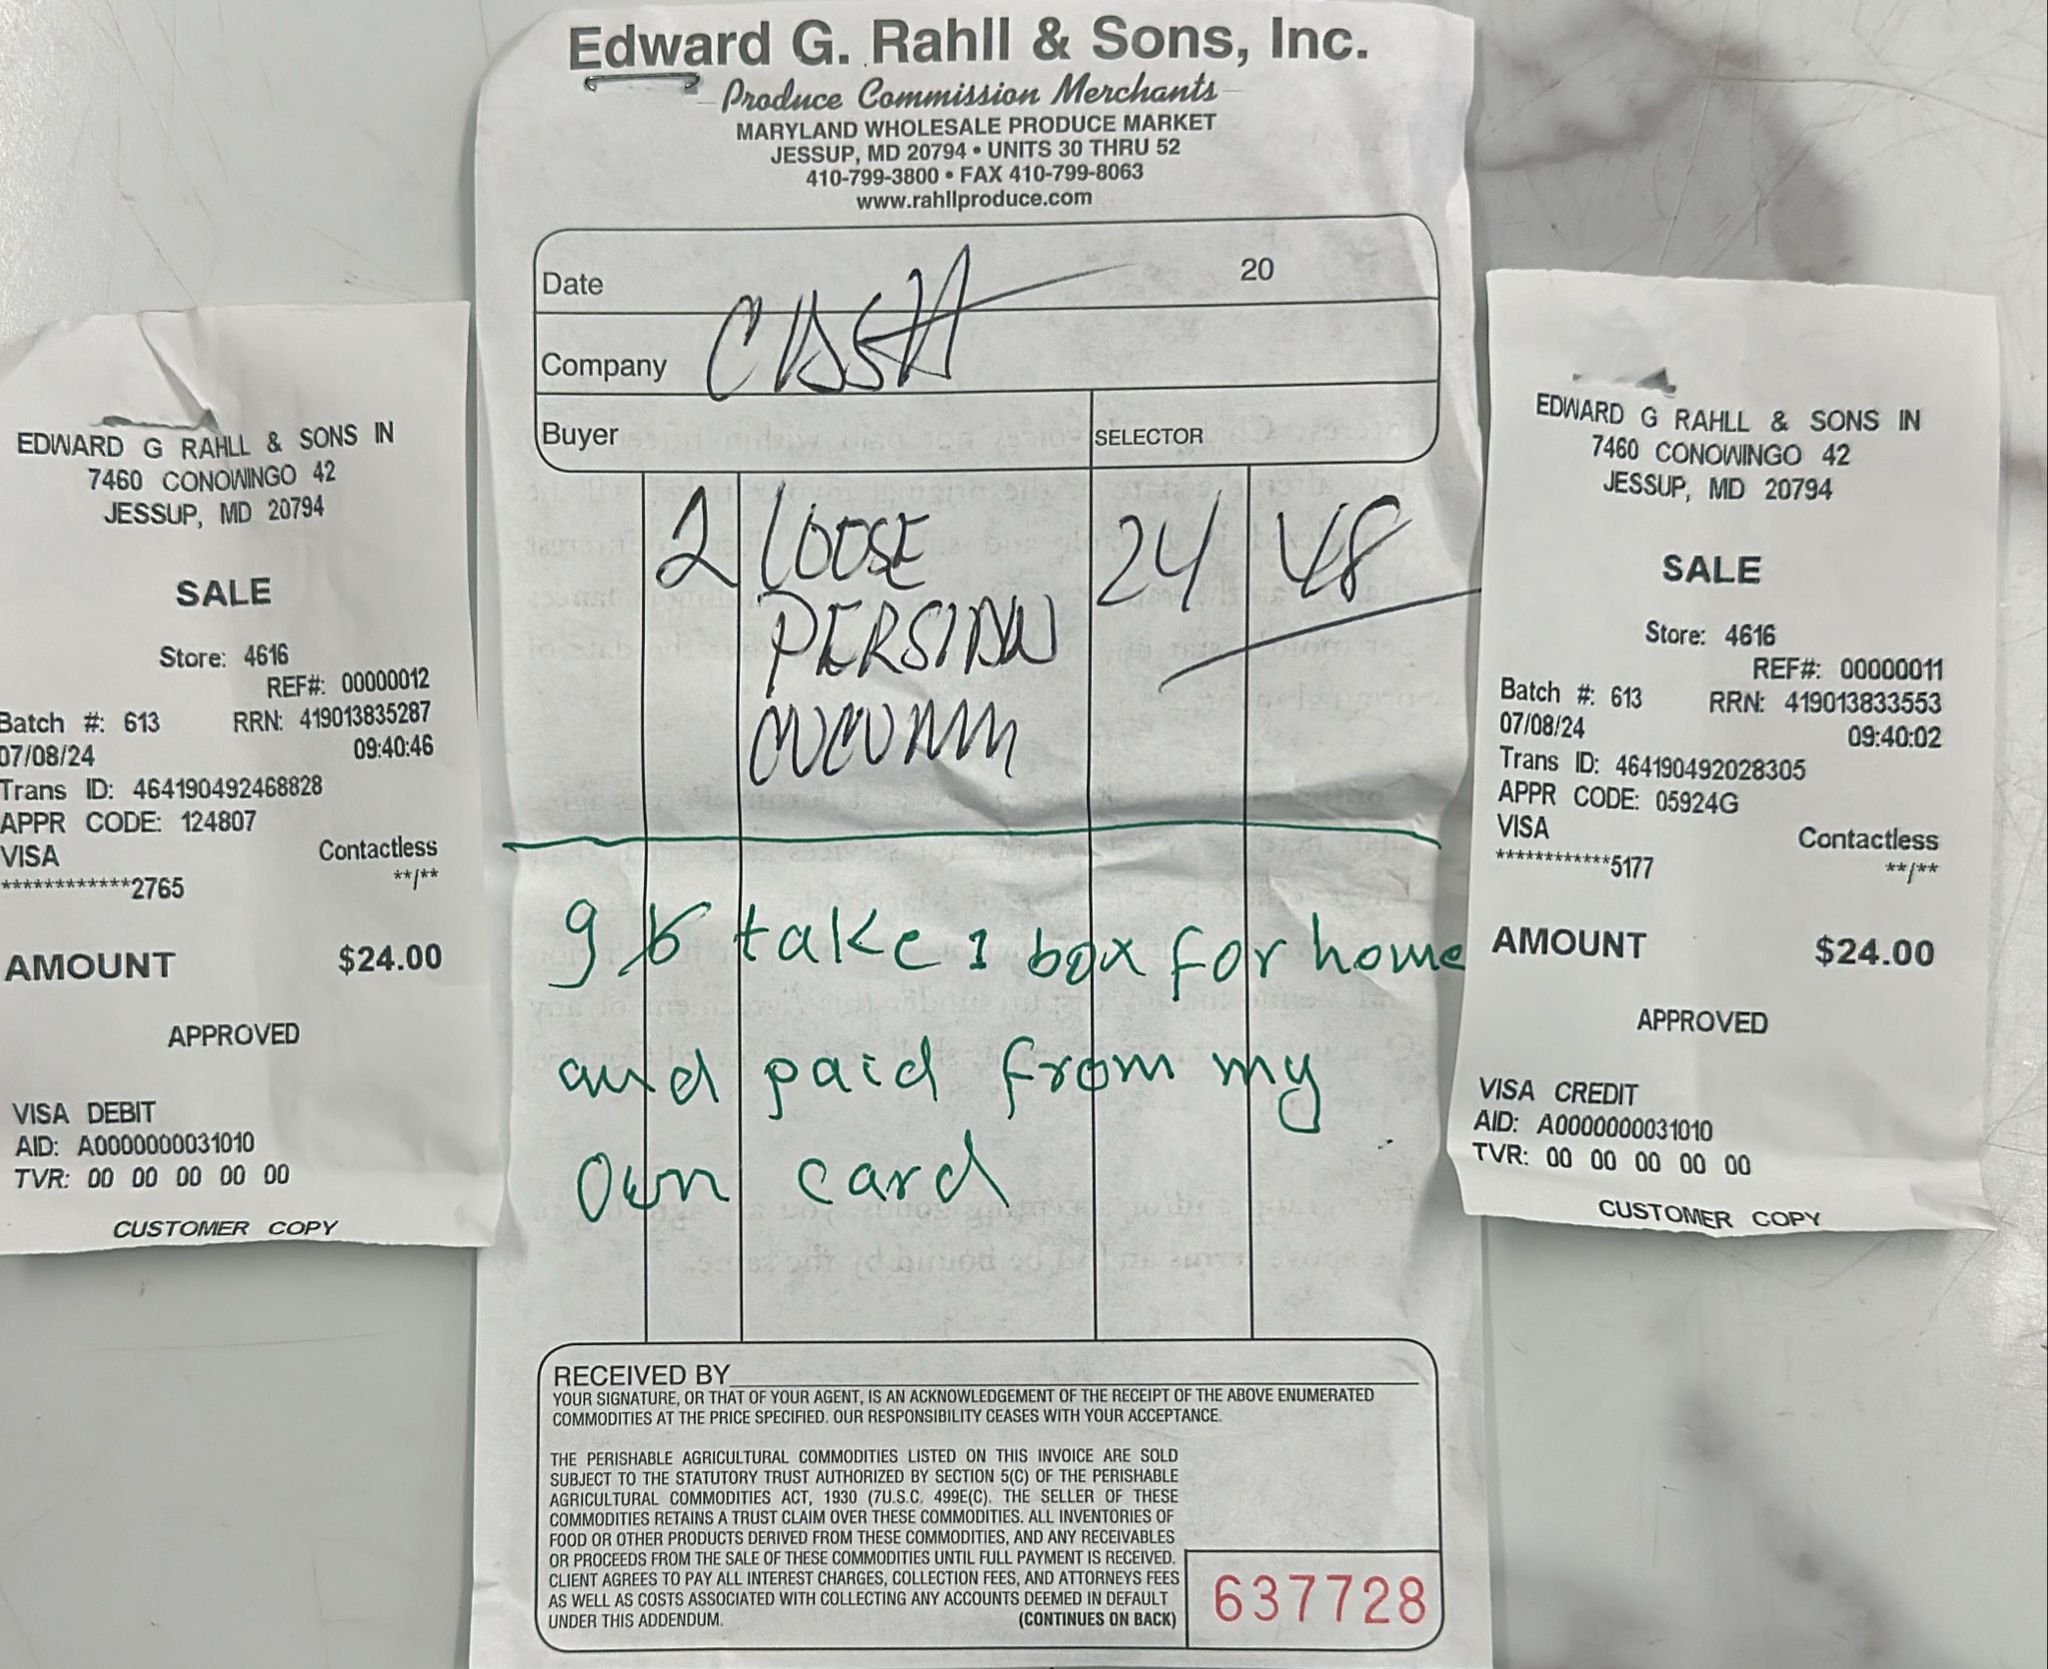 Edward G. Rahll & Sons, Inc.
Produce Commission Merchants
MARYLAND WHOLESALE PRODUCE MARKET
JESSUP, MD 20794 • UNITS 30 THRU 52
410-799-3800 • FAX 410-799-8063
www.rahllproduce.com
Date 20
Company CASH
Buyer SELECTOR
2 LOOSE 24 48
PERSIAN
take 1 box for home
and paid from my
own card
RECEIVED BY
YOUR SIGNATURE, OR THAT OF YOUR AGENT, IS AN ACKNOWLEDGEMENT OF THE RECEIPT OF THE ABOVE ENUMERATED
COMMODITIES AT THE PRICE SPECIFIED. OUR RESPONSIBILITY CEASES WITH YOUR ACCEPTANCE.
THE PERISHABLE AGRICULTURAL COMMODITIES LISTED ON THIS INVOICE ARE SOLD
SUBJECT TO THE STATUTORY TRUST AUTHORIZED BY SECTION 5(C) OF THE PERISHABLE
AGRICULTURAL COMMODITIES ACT, 1930 (7U.S.C. 499E(C). THE SELLER OF THESE
COMMODITIES RETAINS A TRUST CLAIM OVER THESE COMMODITIES. ALL INVENTORIES OF
FOOD OR OTHER PRODUCTS DERIVED FROM THESE COMMODITIES, AND ANY RECEIVABLES
OR PROCEEDS FROM THE SALE OF THESE COMMODITIES UNTIL FULL PAYMENT IS RECEIVED.
CLIENT AGREES TO PAY ALL INTEREST CHARGES, COLLECTION FEES, AND ATTORNEYS FEES
AS WELL AS COSTS ASSOCIATED WITH COLLECTING ANY ACCOUNTS DEEMED IN DEFAULT
UNDER THIS ADDENDUM. (CONTINUES ON BACK)
637728
EDWARD G RAHLL & SONS IN
7460 CONOWINGO 42
JESSUP, MD 20794
SALE
Store: 4616
REF#: 00000012
Batch #: 613 RRN: 419013835287
07/08/24 09:40:46
Trans ID: 464190492468828
APPR CODE: 124807
VISA Contactless
************2765 **/**
AMOUNT $24.00
APPROVED
VISA DEBIT
AID: A0000000031010
TVR: 00 00 00 00 00
CUSTOMER COPY
EDWARD G RAHLL & SONS IN
7460 CONOWINGO 42
JESSUP, MD 20794
SALE
Store: 4616
REF#: 00000011
Batch #: 613 RRN: 419013833553
07/08/24 09:40:02
Trans ID: 464190492028305
APPR CODE: 05924G
VISA Contactless
************5177 **/**
AMOUNT $24.00
APPROVED
VISA CREDIT
AID: A0000000031010
TVR: 00 00 00 00 00
CUSTOMER COPY